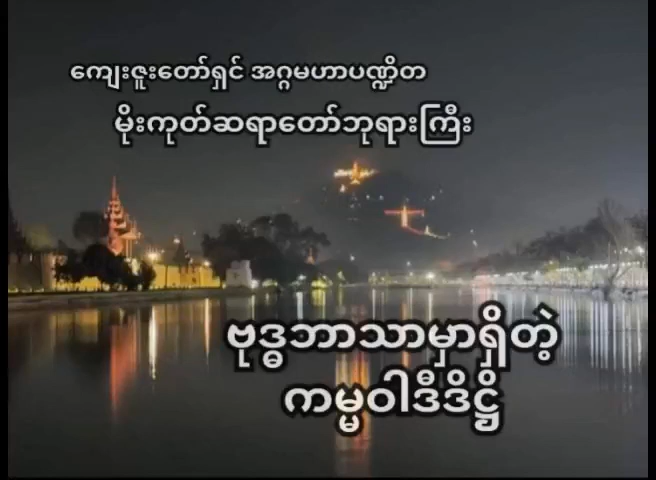 ကျေးဇူးတော်ရှင် အဂ္ဂမဟာပဏ္ဍိတ
မိုးကုတ်ဆရာတော်ဘုရားကြီး
ဗုဒ္ဓဘာသာမှာရှိတဲ့
ကမ္မဝါဒီဒိဋ္ဌိ